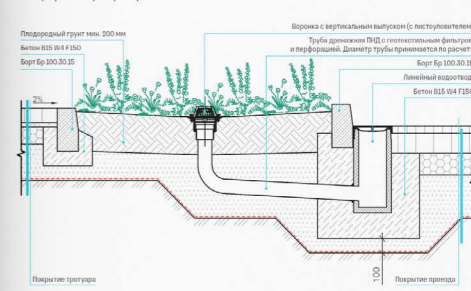 Плодородный грунт мин. 200 мм
Бетон B15 W4 F150
Борт Бр 100.30.15
2%
Воронка с вертикальным выпуском (с листоуловителем
Труба дренажная ПНД с геотекстильным фильтром
и перфорацией. Диаметр трубы принимается по расчету
Борт Бр 100.30.15
Линейный водоотвод
Бетон B15 W4 F150
100
Покрытие тротуара
Покрытие проезда